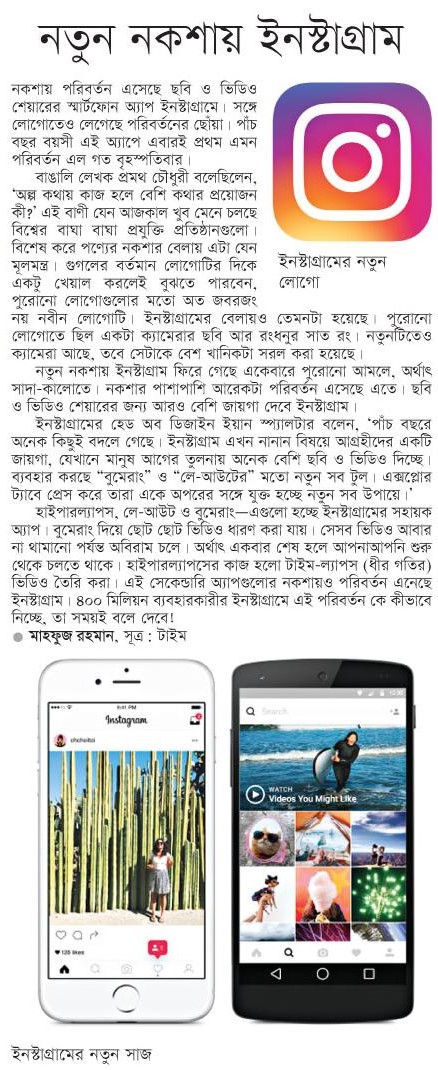 নতুন নকশায় ইনস্টাগ্রাম
নকশায় পরিবর্তন এসেছে ছবি ও ভিডিও
শেয়ারের স্মার্টফোন অ্যাপ ইনস্টাগ্রামে। সঙ্গে
লোগোতেও লেগেছে পরিবর্তনের ছোঁয়া। পাঁচ
বছর বয়সী এই অ্যাপে এবারই প্রথম এমন
পরিবর্তন এল গত বৃহস্পতিবার।
বাঙালি লেখক প্রমথ চৌধুরী বলেছিলেন,
‘অল্প কথায় কাজ হলে বেশি কথার প্রয়োজন
কী?’ এই বাণী যেন আজকাল খুব মেনে চলছে
বিশ্বের বাঘা বাঘা প্রযুক্তি প্রতিষ্ঠানগুলো।
বিশেষ করে পণ্যের নকশার বেলায় এটা যেন
মূলমন্ত্র। গুগলের বর্তমান লোগোটির দিকে
একটু খেয়াল করলেই বুঝতে পারবেন,
পুরোনো লোগোগুলোর মতো অত জবরজং
নয় নবীন লোগোটি। ইনস্টাগ্রামের বেলায়ও তেমনটা হয়েছে। পুরোনো
লোগোতে ছিল একটা ক্যামেরার ছবি আর রংধনুর সাত রং। নতুনটিতেও
ক্যামেরা আছে, তবে সেটাকে বেশ খানিকটা সরল করা হয়েছে।
নতুন নকশায় ইনস্টাগ্রাম ফিরে গেছে একেবারে পুরোনো আমলে, অর্থাৎ
সাদা-কালোতে। নকশার পাশাপাশি আরেকটা পরিবর্তন এসেছে এতে। ছবি
ও ভিডিও শেয়ারের জন্য আরও বেশি জায়গা দেবে ইনস্টাগ্রাম।
ইনস্টাগ্রামের হেড অব ডিজাইন ইয়ান স্প্যালটার বলেন, ‘পাঁচ বছরে
অনেক কিছুই বদলে গেছে। ইনস্টাগ্রাম এখন নানান বিষয়ে আগ্রহীদের একটি
জায়গা, যেখানে মানুষ আগের তুলনায় অনেক বেশি ছবি ও ভিডিও দিচ্ছে।
ব্যবহার করছে “বুমেরাং” ও “লে-আউটের” মতো নতুন সব টুল। এক্সপ্লোর
ট্যাবে প্রেস করে তারা একে অপরের সঙ্গে যুক্ত হচ্ছে নতুন সব উপায়ে।’
হাইপারল্যাপস, লে-আউট ও বুমেরাং—এগুলো হচ্ছে ইনস্টাগ্রামের সহায়ক
অ্যাপ। বুমেরাং দিয়ে ছোট ছোট ভিডিও ধারণ করা যায়। সেসব ভিডিও আবার
না থামানো পর্যন্ত অবিরাম চলে। অর্থাৎ একবার শেষ হলে আপনাআপনি শুরু
থেকে চলতে থাকে। হাইপারল্যাপসের কাজ হলো টাইম-ল্যাপস (ধীর গতির)
ভিডিও তৈরি করা। এই সেকেন্ডারি অ্যাপগুলোর নকশায়ও পরিবর্তন এনেছে
ইনস্টাগ্রাম। ৪০০ মিলিয়ন ব্যবহারকারীর ইনস্টাগ্রামে এই পরিবর্তন কে কীভাবে
নিচ্ছে, তা সময়ই বলে দেবে!
● মাহফুজ রহমান, সূত্র : টাইম
ইনস্টাগ্রামের নতুন
লোগো
9:41 PM
Instagram
chchoitoi
126 likes
1
12:30
Search
WATCH
Videos You Might Like
ইনস্টাগ্রামের নতুন সাজ